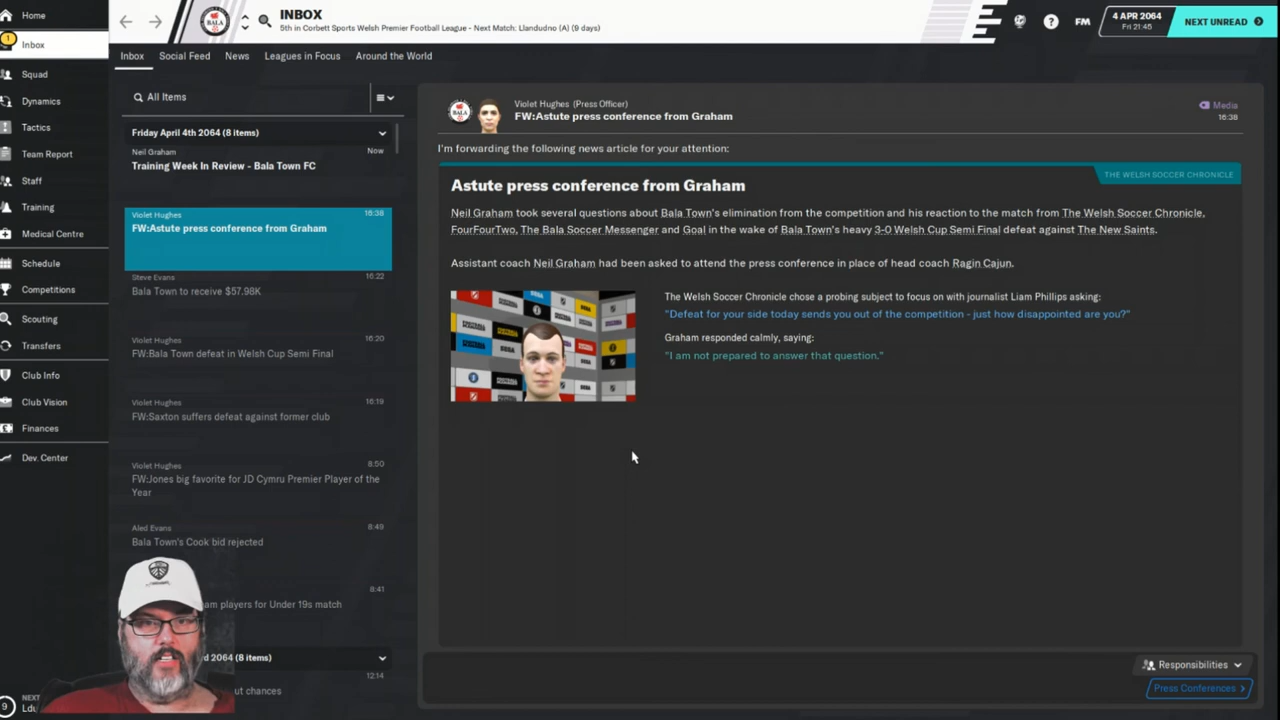 Home
BALA
INBOX
5th in Corbett Sports Welsh Premier Football League - Next Match: Llandudno (A) (9 days)
FM
4 APR 2064
Fri 21:45
NEXT UNREAD
1
Inbox
Squad
Dynamics
Tactics
Team Report
Staff
Training
Medical Centre
Schedule
Competitions
Scouting
Transfers
Club Info
Club Vision
Finances
Dev. Center
9
NEXT
Inbox
Social Feed
News
Leagues in Focus
Around the World
All Items
Friday April 4th 2064 (8 items)
Neil Graham
Now
Training Week In Review - Bala Town FC
Violet Hughes
16:38
FW:Astute press conference from Graham
Steve Evans
16:22
Bala Town to receive $57.98K
Violet Hughes
16:20
FW:Bala Town defeat in Welsh Cup Semi Final
Violet Hughes
16:19
FW:Saxton suffers defeat against former club
Violet Hughes
8:50
FW:Jones big favorite for JD Cymru Premier Player of the
Year
Aled Evans
8:49
Bala Town's Cook bid rejected
8:41
am players for Under 19s match
2064 (8 items)
12:14
ut chances
BALA
Violet Hughes (Press Officer)
FW:Astute press conference from Graham
Media
16:38
I'm forwarding the following news article for your attention:
THE WELSH SOCCER CHRONICLE
Astute press conference from Graham
Neil Graham took several questions about Bala Town's elimination from the competition and his reaction to the match from The Welsh Soccer Chronicle,
FourFourTwo, The Bala Soccer Messenger and Goal in the wake of Bala Town's heavy 3-0 Welsh Cup Semi Final defeat against The New Saints.
Assistant coach Neil Graham had been asked to attend the press conference in place of head coach Ragin Cajun.
The Welsh Soccer Chronicle chose a probing subject to focus on with journalist Liam Phillips asking:
"Defeat for your side today sends you out of the competition - just how disappointed are you?"
Graham responded calmly, saying:
"I am not prepared to answer that question."
Responsibilities
Press Conferences